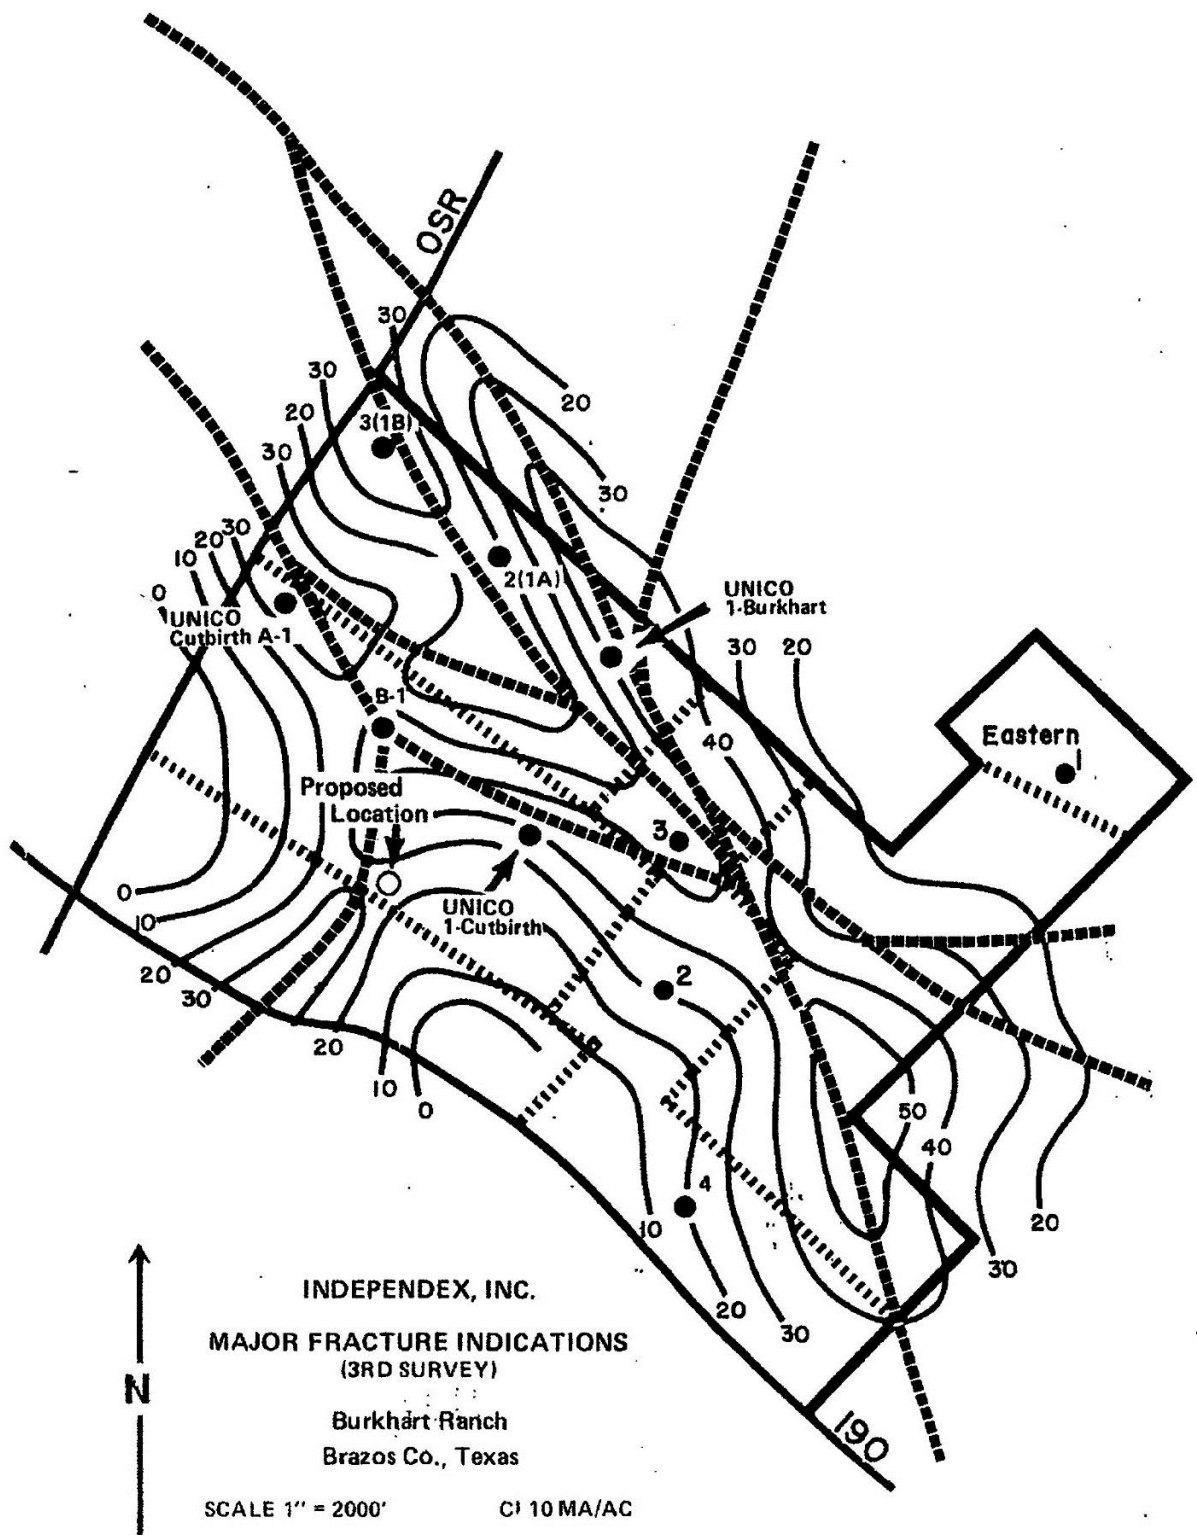 OSR
30
30
20
3(1B)
30
20
30
30
20
10
0
2(1A)
UNICO
1-Burkhart
UNICO
Cutbirth A-1
30
20
B-1
40
Eastern
1
Proposed
Location
3
UNICO
1-Cutbirth
0
10
20
30
2
20
10
0
50
40
4
10
20
30
20
30
INDEPENDEX, INC.
MAJOR FRACTURE INDICATIONS
(3RD SURVEY)
N
Burkhart Ranch
Brazos Co., Texas
190
SCALE 1" = 2000' CI 10 MA/AC